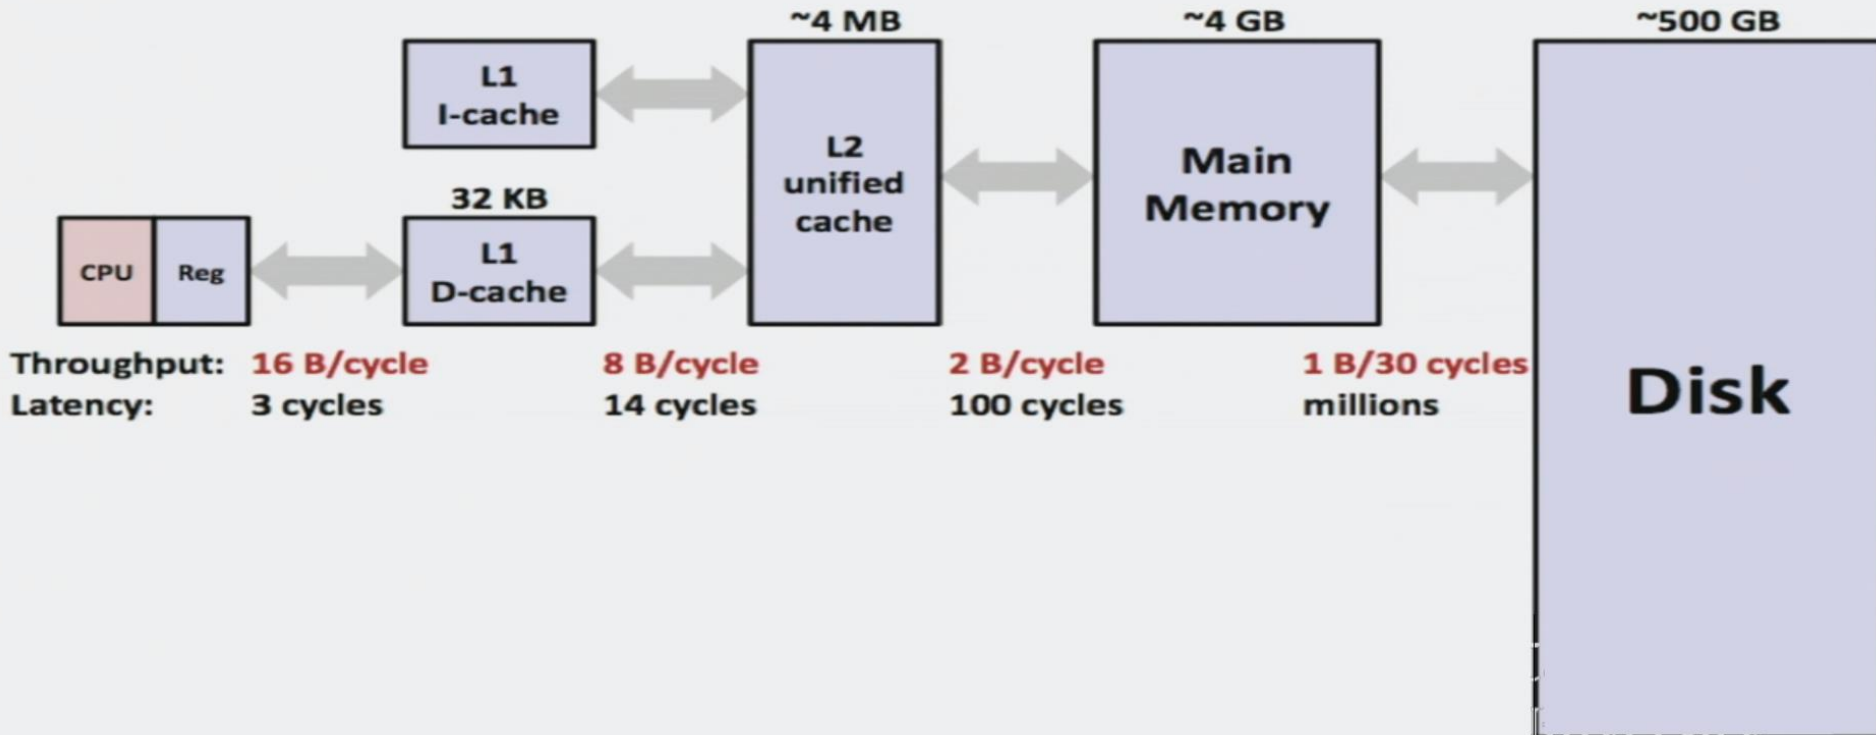 ~4 MB
~4 GB
~500 GB
L1
I-cache
L2
unified
cache
Main
Memory
32 KB
CPU
Reg
L1
D-cache
Throughput: 16 B/cycle 8 B/cycle 2 B/cycle 1 B/30 cycles
Latency: 3 cycles 14 cycles 100 cycles millions
Disk